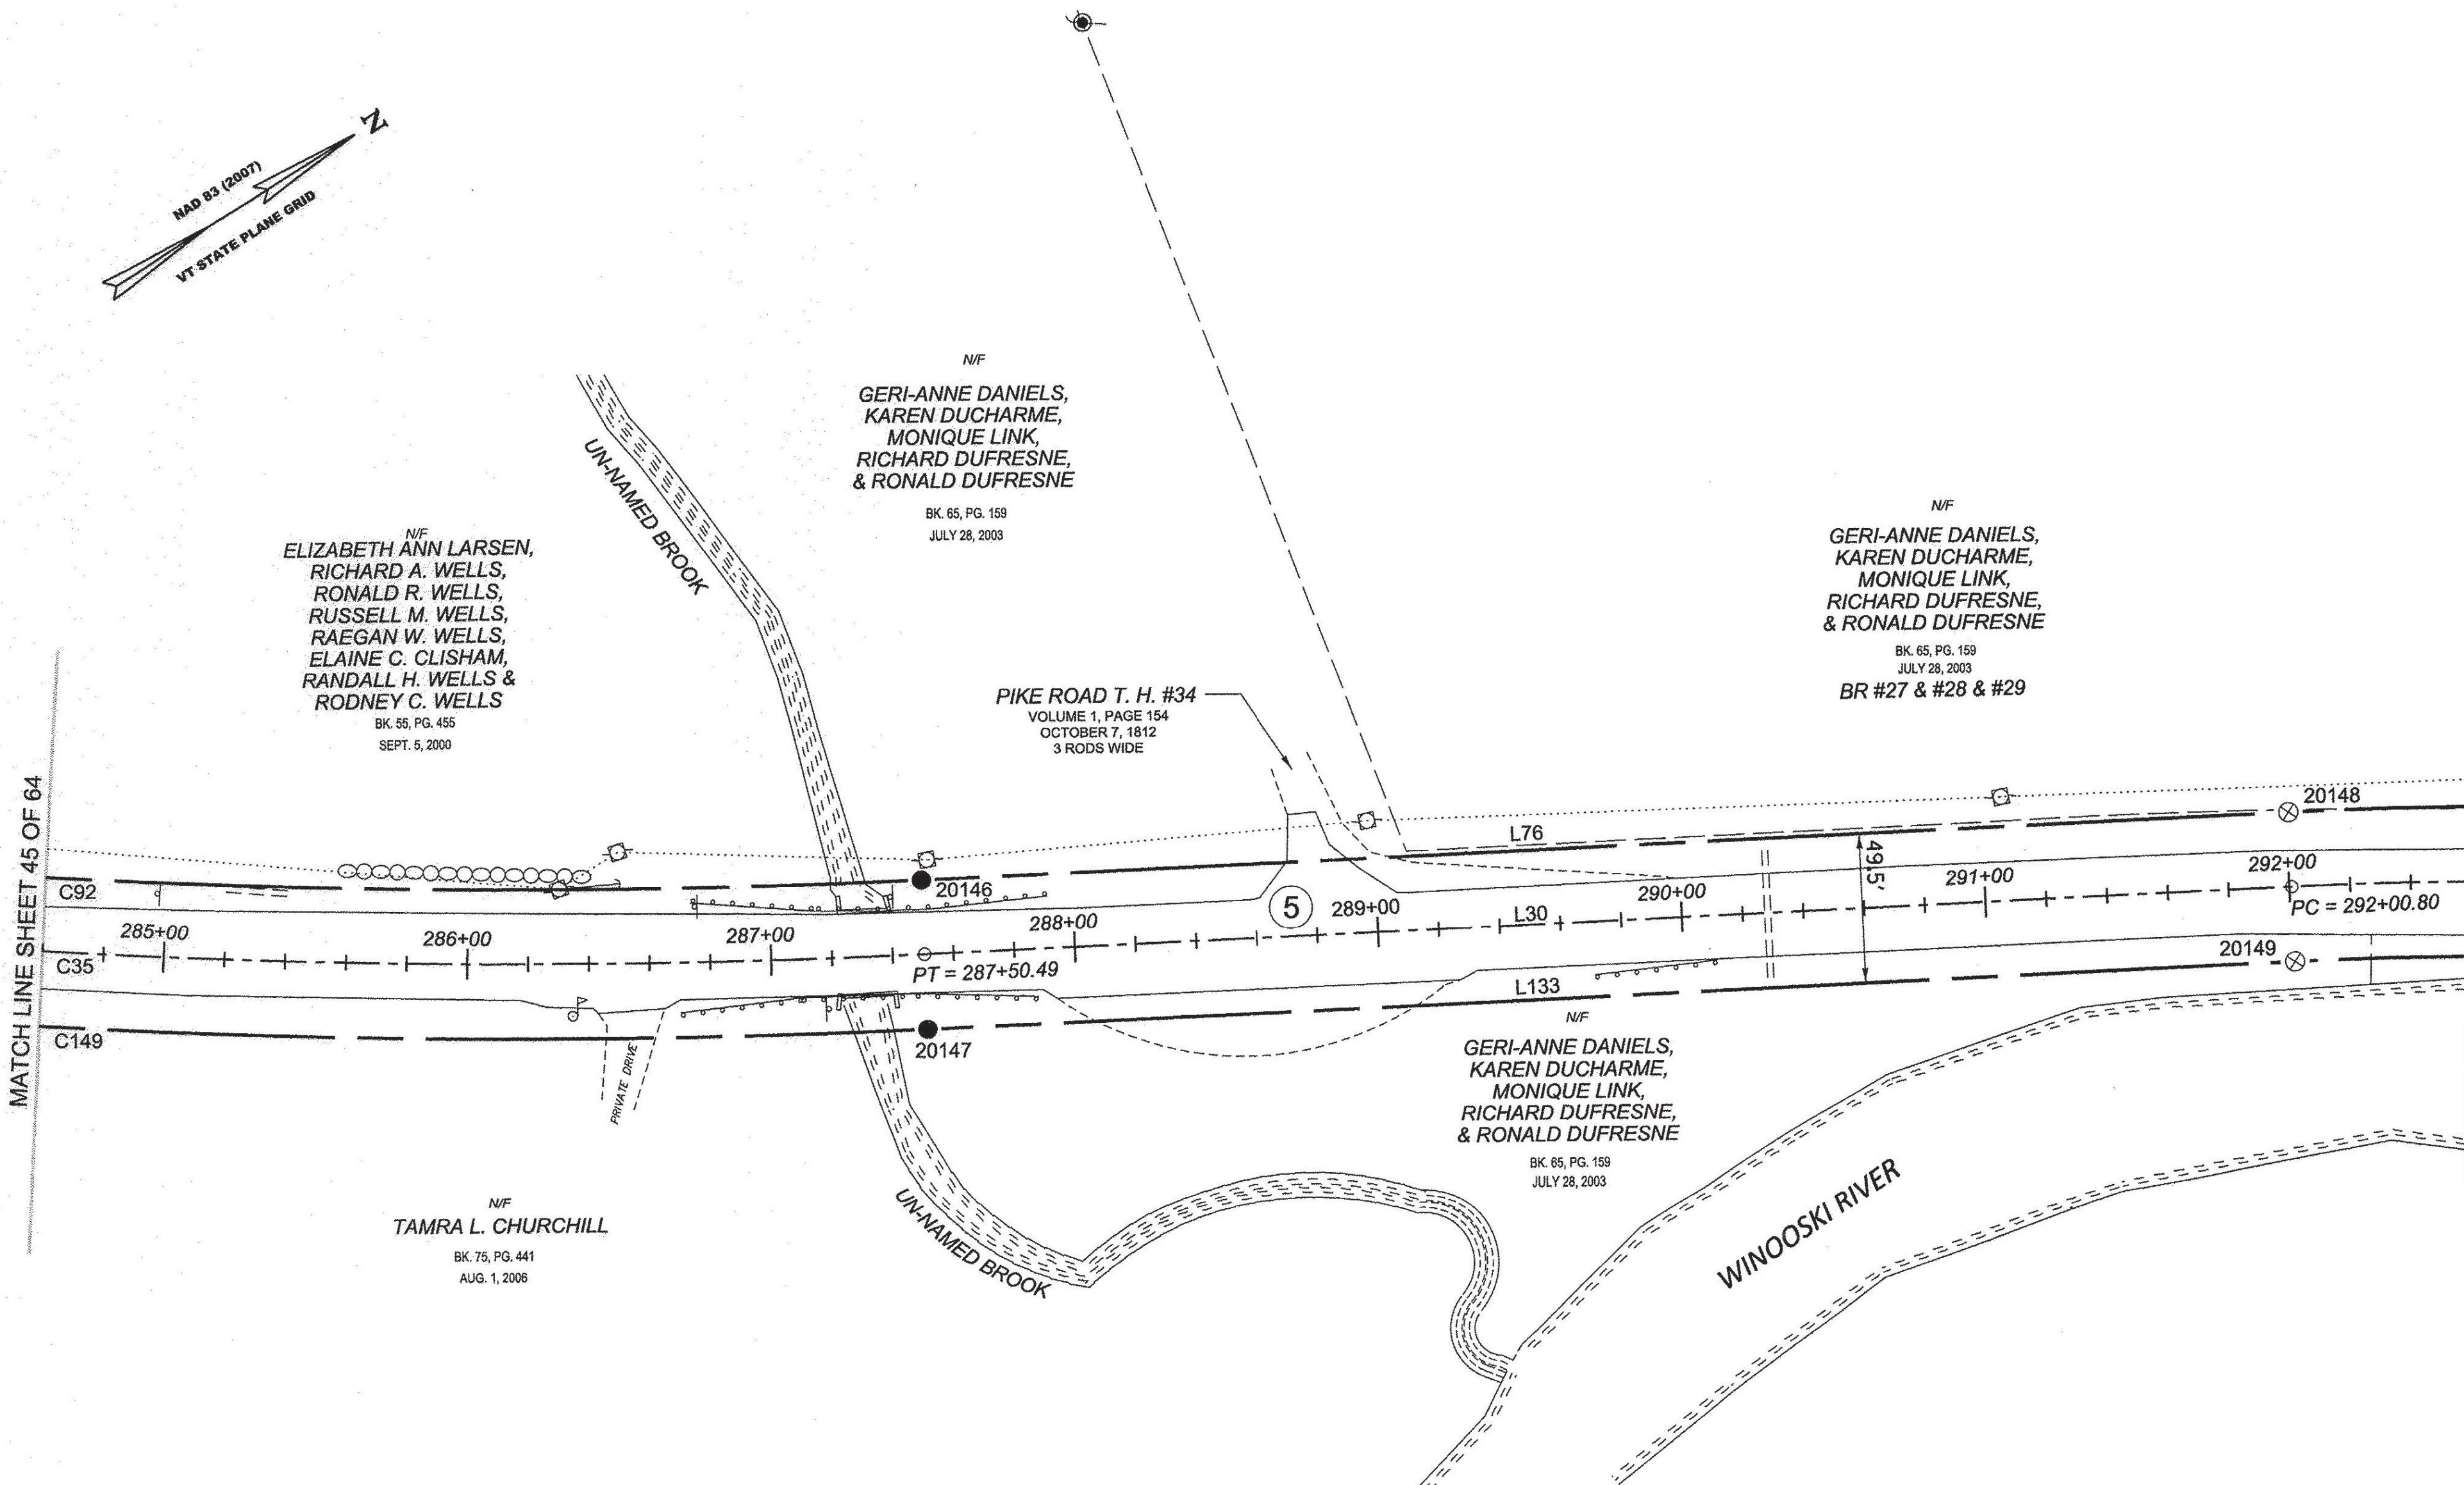 N
NAD 83 (2007)
VT STATE PLANE GRID
N/F
GERI-ANNE DANIELS,
KAREN DUCHARME,
MONIQUE LINK,
RICHARD DUFRESNE,
& RONALD DUFRESNE
BK. 65, PG. 159
JULY 28, 2003
UN-NAMED BROOK
N/F
ELIZABETH ANN LARSEN,
RICHARD A. WELLS,
RONALD R. WELLS,
RUSSELL M. WELLS,
RAEGAN W. WELLS,
ELAINE C. CLISHAM,
RANDALL H. WELLS &
RODNEY C. WELLS
BK. 55, PG. 455
SEPT. 5, 2000
N/F
GERI-ANNE DANIELS,
KAREN DUCHARME,
MONIQUE LINK,
RICHARD DUFRESNE,
& RONALD DUFRESNE
BK. 65, PG. 159
JULY 28, 2003
BR #27 & #28 & #29
PIKE ROAD T. H. #34
VOLUME 1, PAGE 154
OCTOBER 7, 1812
3 RODS WIDE
MATCH LINE SHEET 45 OF 64
20148
L76
49.5'
C92
20146
5
285+00
286+00
287+00
288+00
289+00
290+00
291+00
292+00
C35
L30
PT = 287+50.49
PC = 292+00.80
20149
L133
C149
20147
PRIVATE DRIVE
N/F
GERI-ANNE DANIELS,
KAREN DUCHARME,
MONIQUE LINK,
RICHARD DUFRESNE,
& RONALD DUFRESNE
BK. 65, PG. 159
JULY 28, 2003
N/F
TAMRA L. CHURCHILL
BK. 75, PG. 441
AUG. 1, 2006
UN-NAMED BROOK
WINOOSKI RIVER